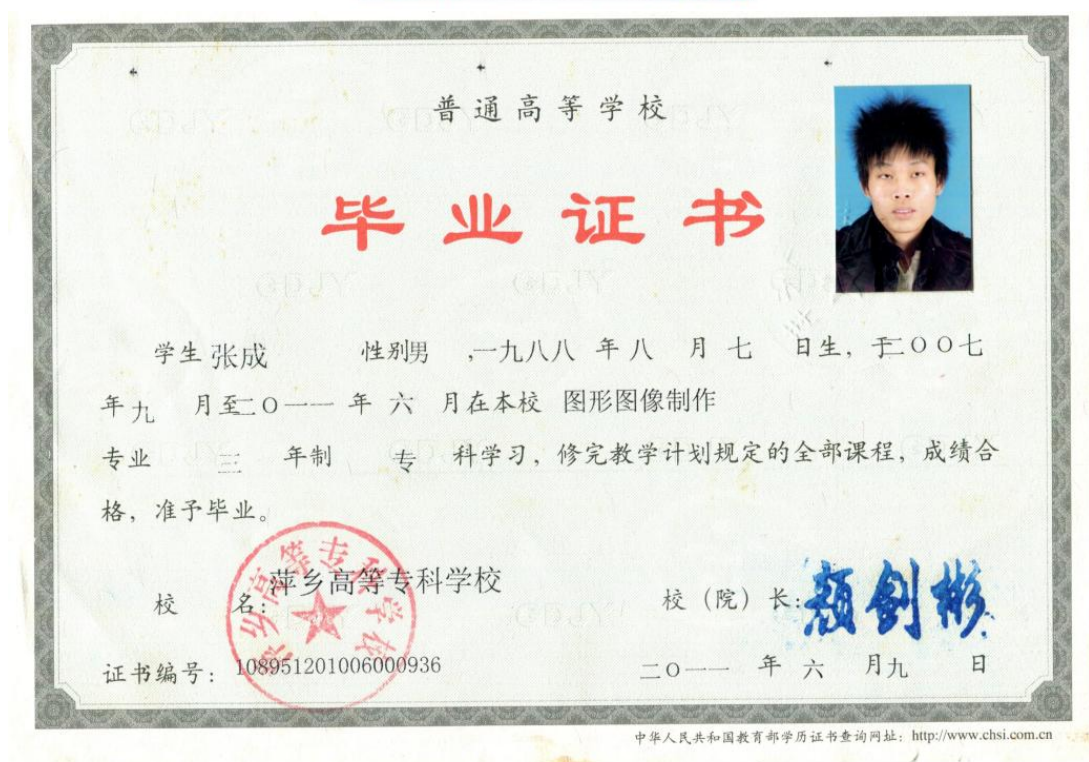 普通高等学校
毕业证书
学生 张成 性别男 ,一九八八 年 八 月 七 日生，于二〇〇七
年九 月至二〇一一 年 六 月在本校 图形图像制作
专业 三 年制 专 科学习，修完教学计划规定的全部课程，成绩合
格，准予毕业。
校 名：萍乡高等专科学校
校（院）长：颜剑彬
证书编号：108951201006000936
二〇一一 年 六 月九 日
中华人民共和国教育部学历证书查询网址：http://www.chsi.com.cn